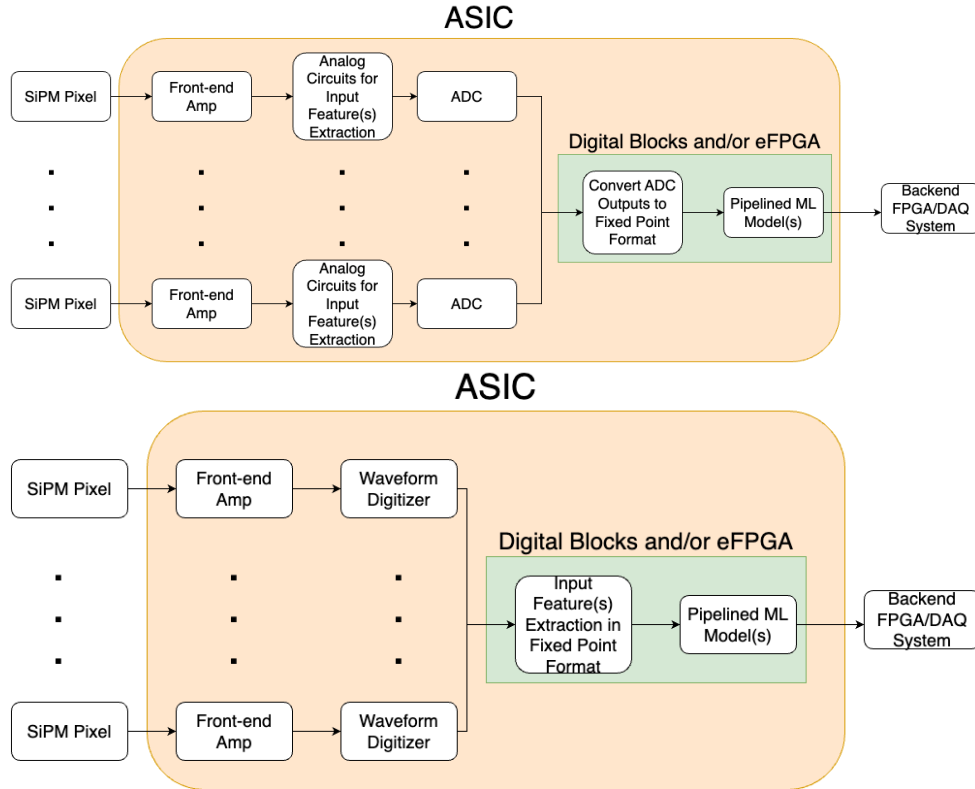 ASIC
SiPM Pixel
Front-end
Amp
Analog
Circuits for
Input
Feature(s)
Extraction
ADC
Digital Blocks and/or eFPGA
Convert ADC
Outputs to
Fixed Point
Format
Pipelined ML
Model(s)
Backend
FPGA/DAQ
System
SiPM Pixel
Front-end
Amp
Analog
Circuits for
Input
Feature(s)
Extraction
ADC
ASIC
SiPM Pixel
Front-end
Amp
Waveform
Digitizer
Digital Blocks and/or eFPGA
Input
Feature(s)
Extraction in
Fixed Point
Format
Pipelined ML
Model(s)
Backend
FPGA/DAQ
System
SiPM Pixel
Front-end
Amp
Waveform
Digitizer